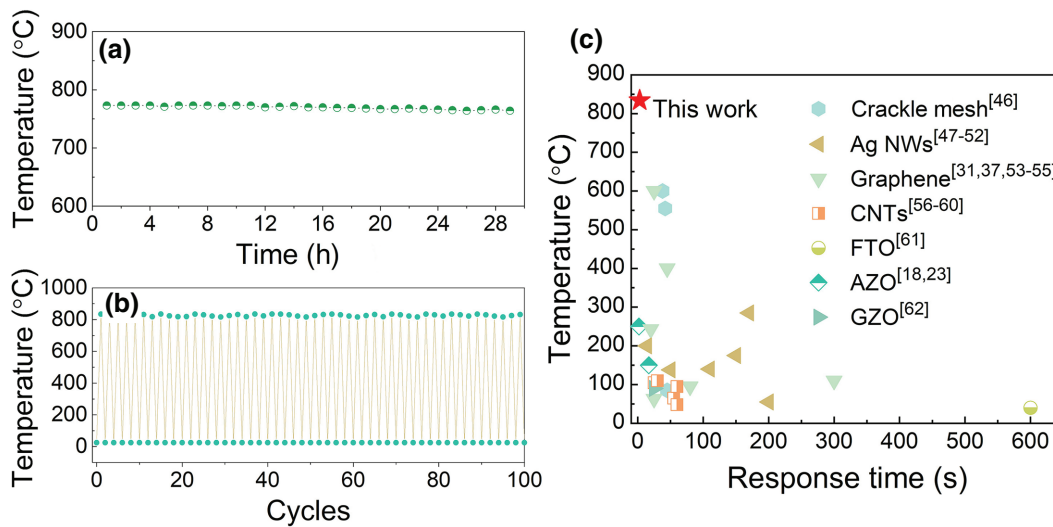 (a)
Temperature (°C)
900
800
700
600
0 4 8 12 16 20 24 28
Time (h)
(b)
Temperature (°C)
1000
800
600
400
200
0
0 20 40 60 80 100
Cycles
(c)
Temperature (°C)
900
800
700
600
500
400
300
200
100
0
This work
Crackle mesh[46]
Ag NWs[47-52]
Graphene[31,37,53-55]
CNTs[56-60]
FTO[61]
AZO[18,23]
GZO[62]
0 100 200 300 400 500 600
Response time (s)